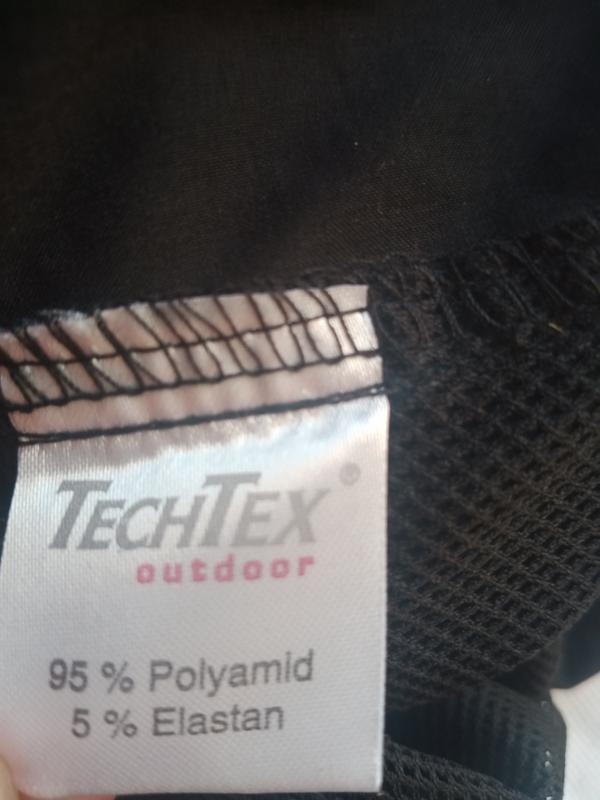 TECHTEX®
outdoor
95 % Polyamid
5 % Elastan